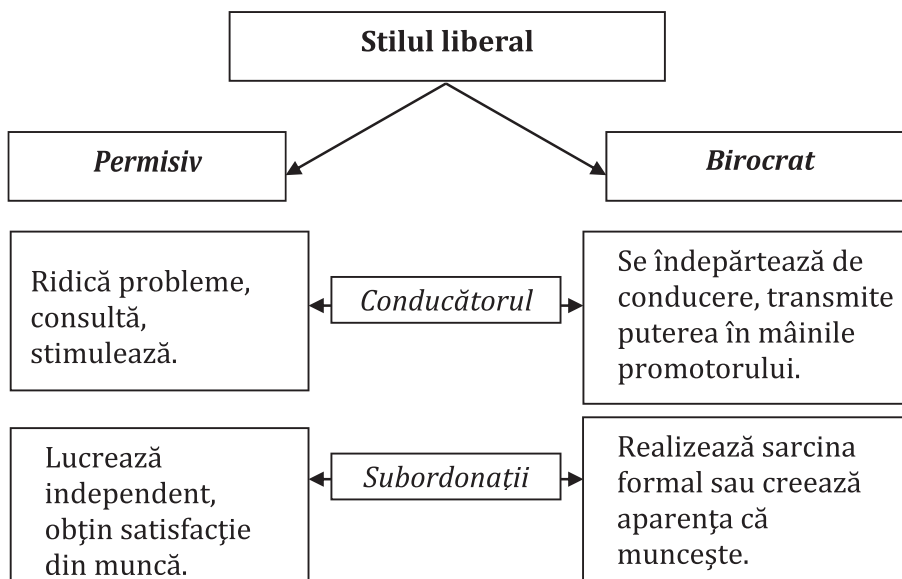 Stilul liberal
Permisiv
Birocrat
Ridică probleme,
consultă,
stimulează.
Conducătorul
Se îndepărtează de
conducere, transmite
puterea în mâinile
promotorului.
Lucrează
independent,
obțin satisfacție
din muncă.
Subordonații
Realizează sarcina
formal sau creează
aparența că
muncește.